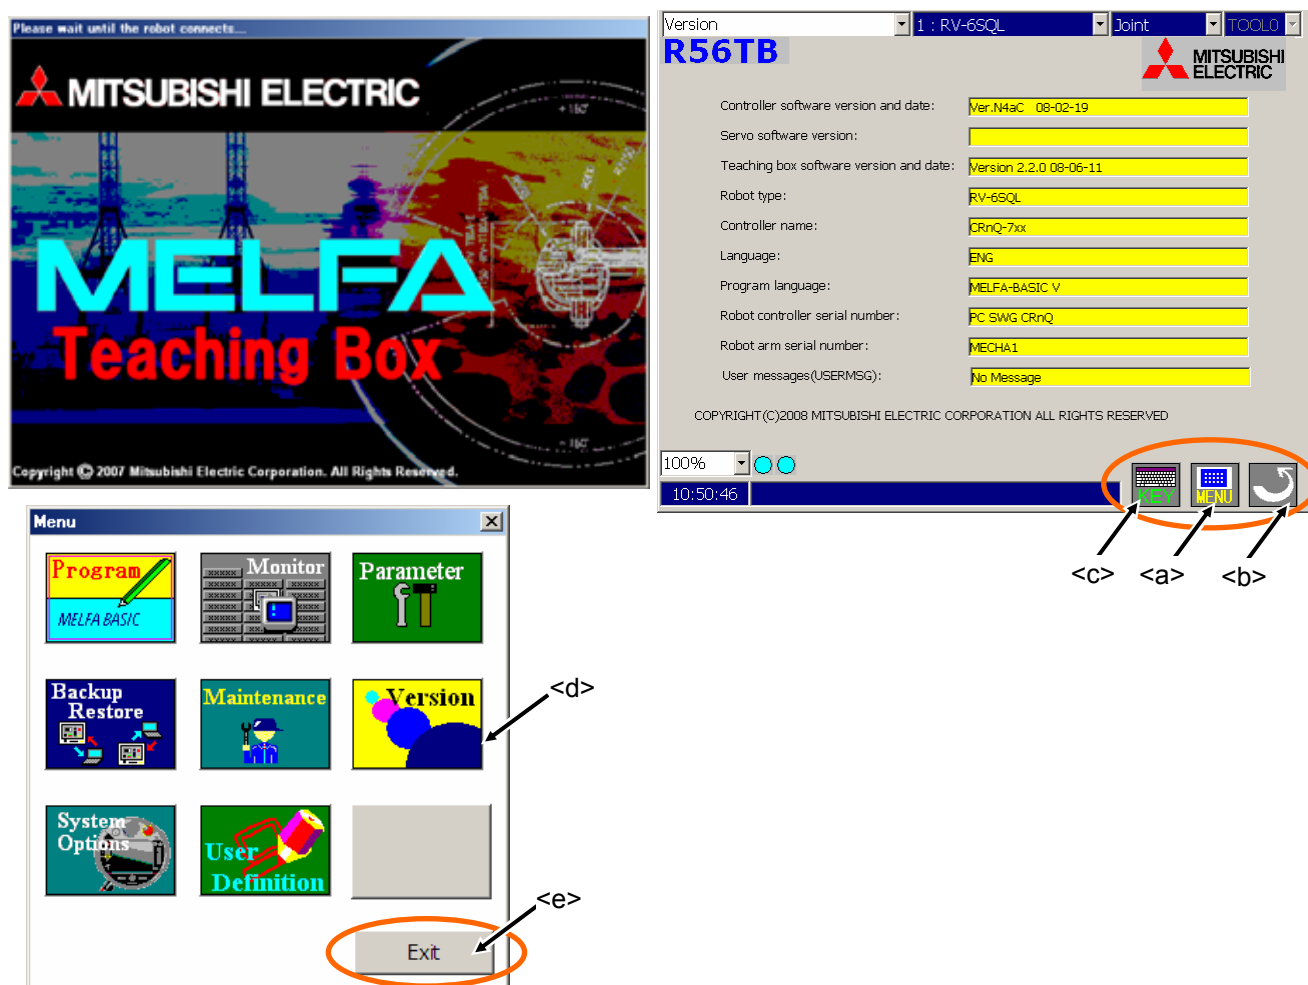 Please wait until the robot connects...
MITSUBISHI ELECTRIC
MELFA
Teaching Box
Copyright © 2007 Mitsubishi Electric Corporation. All Rights Reserved.
Version
1 : RV-6SQL
Joint
TOOL0
R56TB
MITSUBISHI
ELECTRIC
Controller software version and date: Ver.N4aC 08-02-19
Servo software version:
Teaching box software version and date: Version 2.2.0 08-06-11
Robot type: RV-6SQL
Controller name: CRnQ-7xx
Language: ENG
Program language: MELFA-BASIC V
Robot controller serial number: PC SWG CRnQ
Robot arm serial number: MECHA1
User messages(USERMSG): No Message
COPYRIGHT(C)2008 MITSUBISHI ELECTRIC CORPORATION ALL RIGHTS RESERVED
100%
10:50:46
KEY
MENU
<c>
<a>
<b>
Menu
Program
MELFA BASIC
Monitor
Parameter
Backup
Restore
Maintenance
Version
<d>
System
Options
User
Definition
<e>
Exit